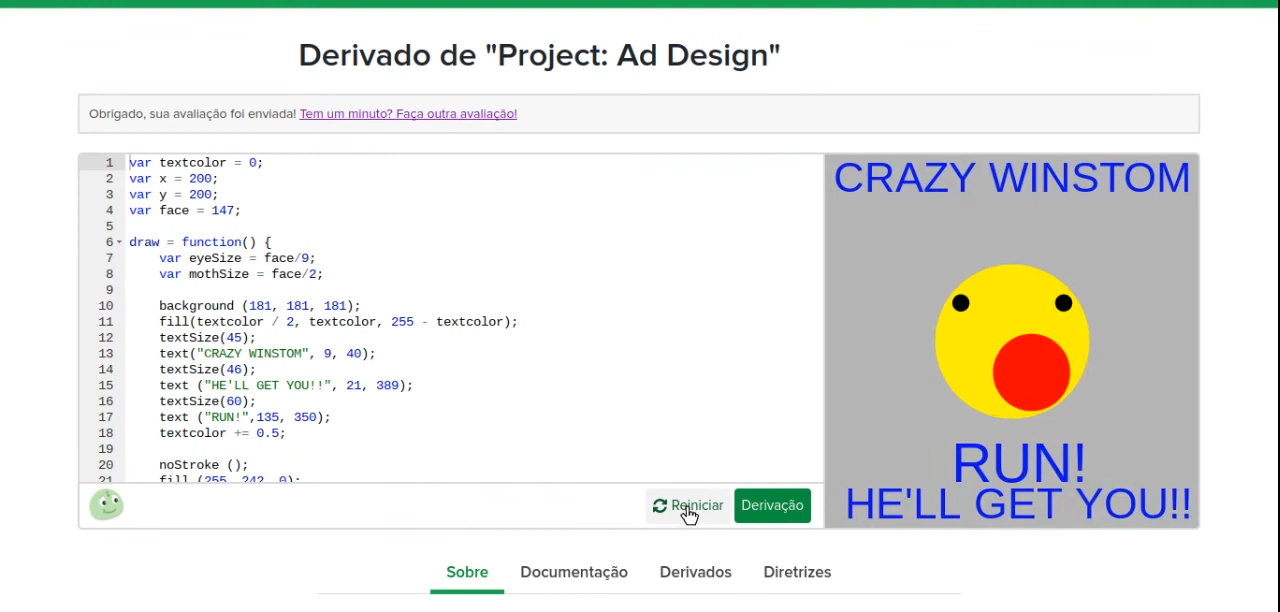 Derivado de "Project: Ad Design"
Obrigado, sua avaliação foi enviada! Tem um minuto? Faça outra avaliação!
1 var textcolor = 0;
2 var x = 200;
3 var y = 200;
4 var face = 147;
5
6 draw = function() {
7 var eyeSize = face/9;
8 var mothSize = face/2;
9
10 background (181, 181, 181);
11 fill(textcolor / 2, textcolor, 255 - textcolor);
12 textSize(45);
13 text("CRAZY WINSTOM", 9, 40);
14 textSize(46);
15 text ("HE'LL GET YOU!!", 21, 389);
16 textSize(60);
17 text ("RUN!",135, 350);
18 textcolor += 0.5;
19
20 noStroke ();
21 fill (255, 242, 0);
CRAZY WINSTOM
RUN!
HE'LL GET YOU!!
Reiniciar
Derivação
Sobre Documentação Derivados Diretrizes